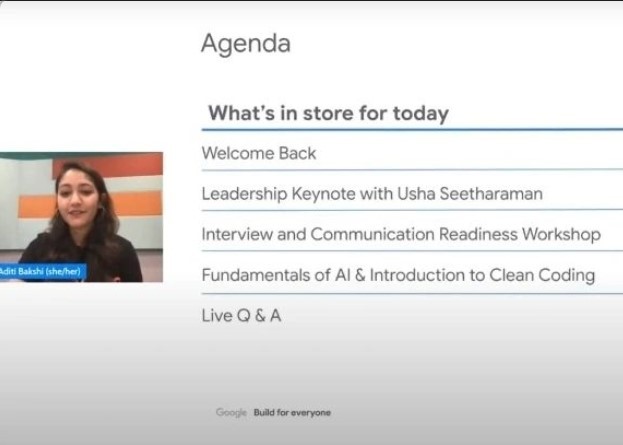 Agenda
What's in store for today
Welcome Back
Leadership Keynote with Usha Seetharaman
Aditi Bakshi (she/her)
Interview and Communication Readiness Workshop
Fundamentals of AI & Introduction to Clean Coding
Live Q & A
Google Build for everyone